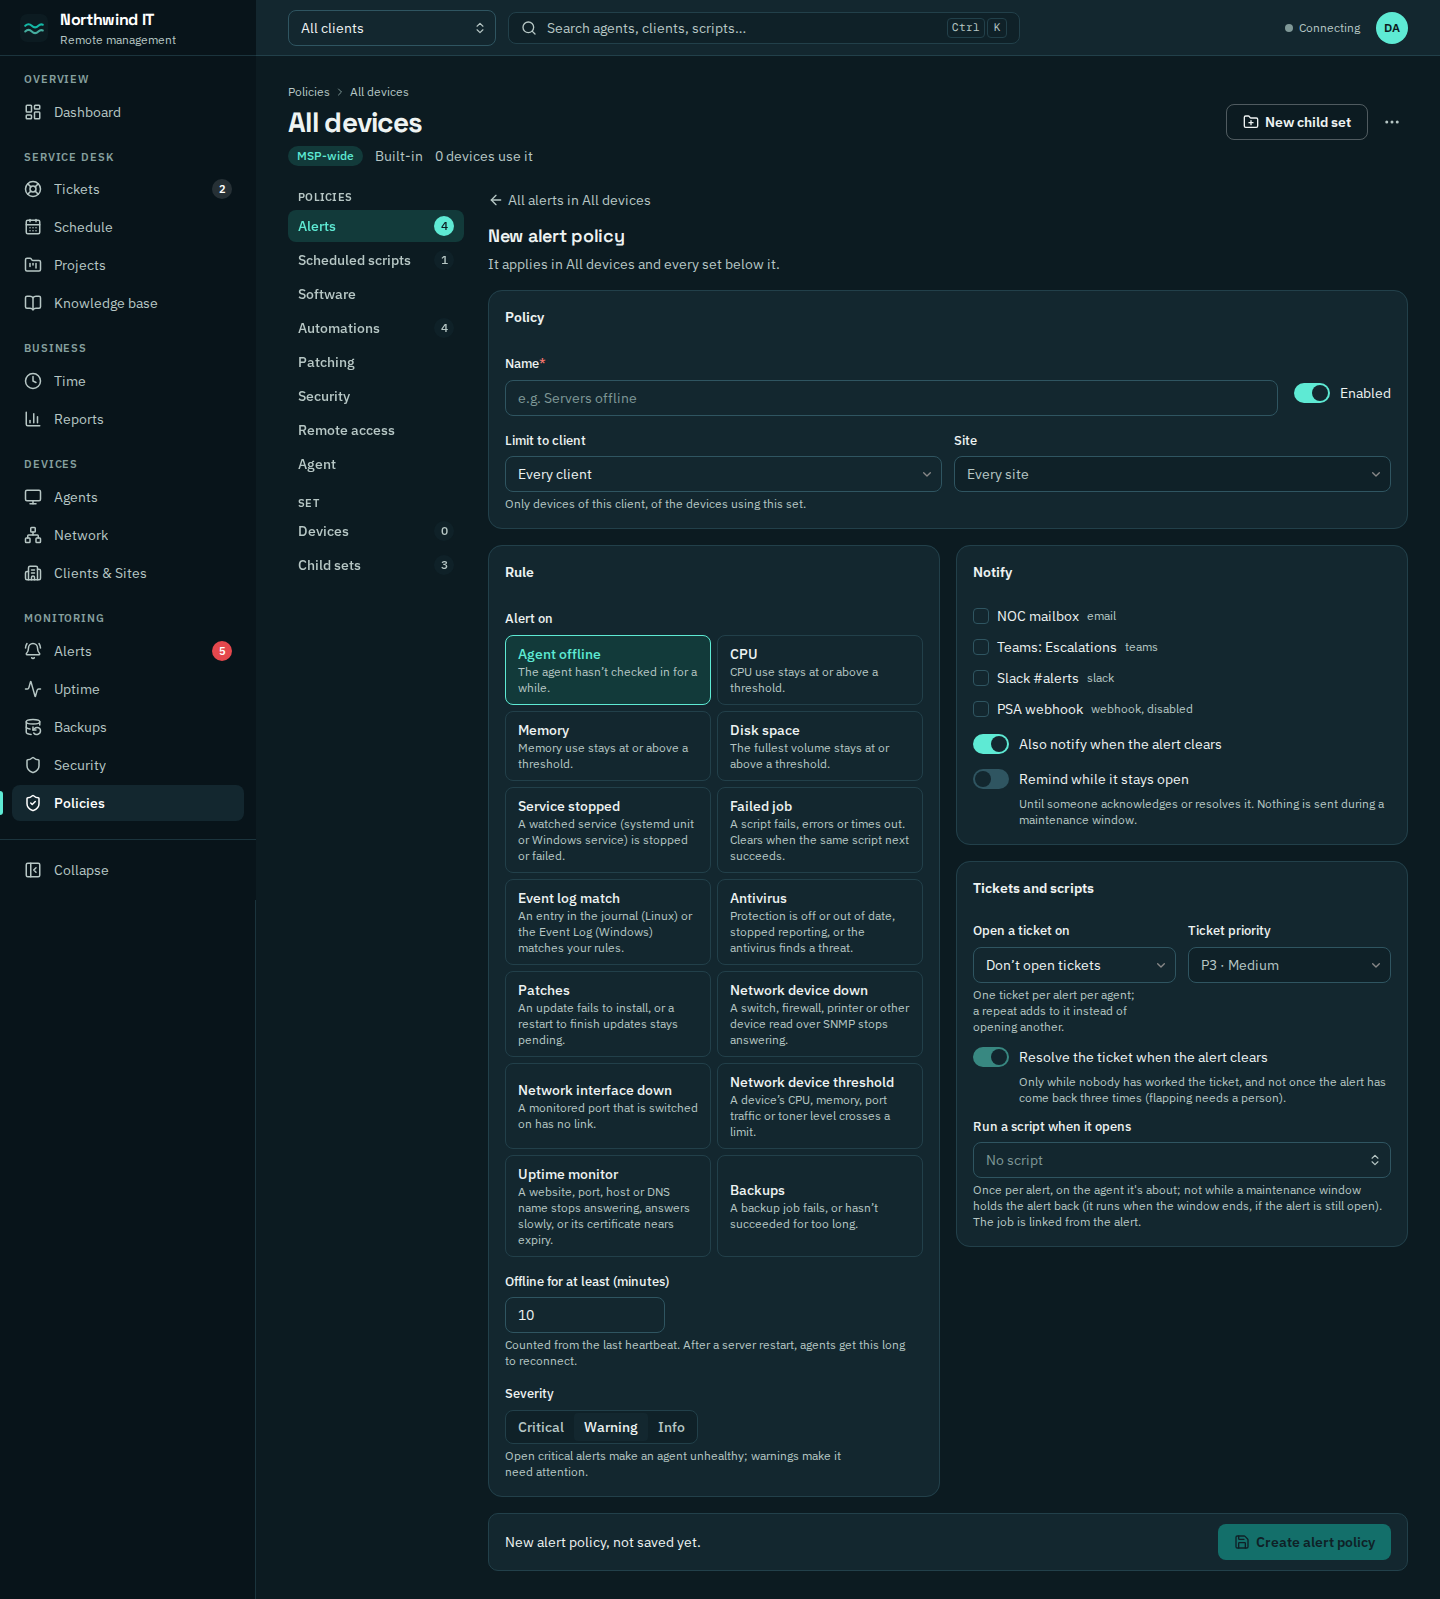 Northwind IT
Remote management
All clients
Search agents, clients, scripts...
Ctrl K
Connecting
DA
OVERVIEW
Dashboard
SERVICE DESK
Tickets 2
Schedule
Projects
Knowledge base
BUSINESS
Time
Reports
DEVICES
Agents
Network
Clients & Sites
MONITORING
Alerts 5
Uptime
Backups
Security
Policies
Collapse
Policies > All devices
All devices
MSP-wide Built-in 0 devices use it
New child set
POLICIES
Alerts 4
Scheduled scripts 1
Software
Automations 4
Patching
Security
Remote access
Agent
SET
Devices 0
Child sets 3
All alerts in All devices
New alert policy
It applies in All devices and every set below it.
Policy
Name*
e.g. Servers offline
Enabled
Limit to client
Every client
Only devices of this client, of the devices using this set.
Site
Every site
Rule
Alert on
Agent offline
The agent hasn't checked in for a
while.
CPU
CPU use stays at or above a
threshold.
Memory
Memory use stays at or above a
threshold.
Disk space
The fullest volume stays at or
above a threshold.
Service stopped
A watched service (systemd unit
or Windows service) is stopped
or failed.
Failed job
A script fails, errors or times out.
Clears when the same script next
succeeds.
Event log match
An entry in the journal (Linux) or
the Event Log (Windows)
matches your rules.
Antivirus
Protection is off or out of date,
stopped reporting, or the
antivirus finds a threat.
Patches
An update fails to install, or a
restart to finish updates stays
pending.
Network device down
A switch, firewall, printer or other
device read over SNMP stops
answering.
Network interface down
A monitored port that is switched
on has no link.
Network device threshold
A device's CPU, memory, port
traffic or toner level crosses a
limit.
Uptime monitor
A website, port, host or DNS
name stops answering, answers
slowly, or its certificate nears
expiry.
Backups
A backup job fails, or hasn't
succeeded for too long.
Offline for at least (minutes)
10
Counted from the last heartbeat. After a server restart, agents get this long
to reconnect.
Severity
Critical Warning Info
Open critical alerts make an agent unhealthy; warnings make it
need attention.
Notify
NOC mailbox email
Teams: Escalations teams
Slack #alerts slack
PSA webhook webhook, disabled
Also notify when the alert clears
Remind while it stays open
Until someone acknowledges or resolves it. Nothing is sent during a
maintenance window.
Tickets and scripts
Open a ticket on
Don't open tickets
One ticket per alert per agent;
a repeat adds to it instead of
opening another.
Ticket priority
P3 · Medium
Resolve the ticket when the alert clears
Only while nobody has worked the ticket, and not once the alert has
come back three times (flapping needs a person).
Run a script when it opens
No script
Once per alert, on the agent it's about; not while a maintenance window
holds the alert back (it runs when the window ends, if the alert is still open).
The job is linked from the alert.
New alert policy, not saved yet.
Create alert policy